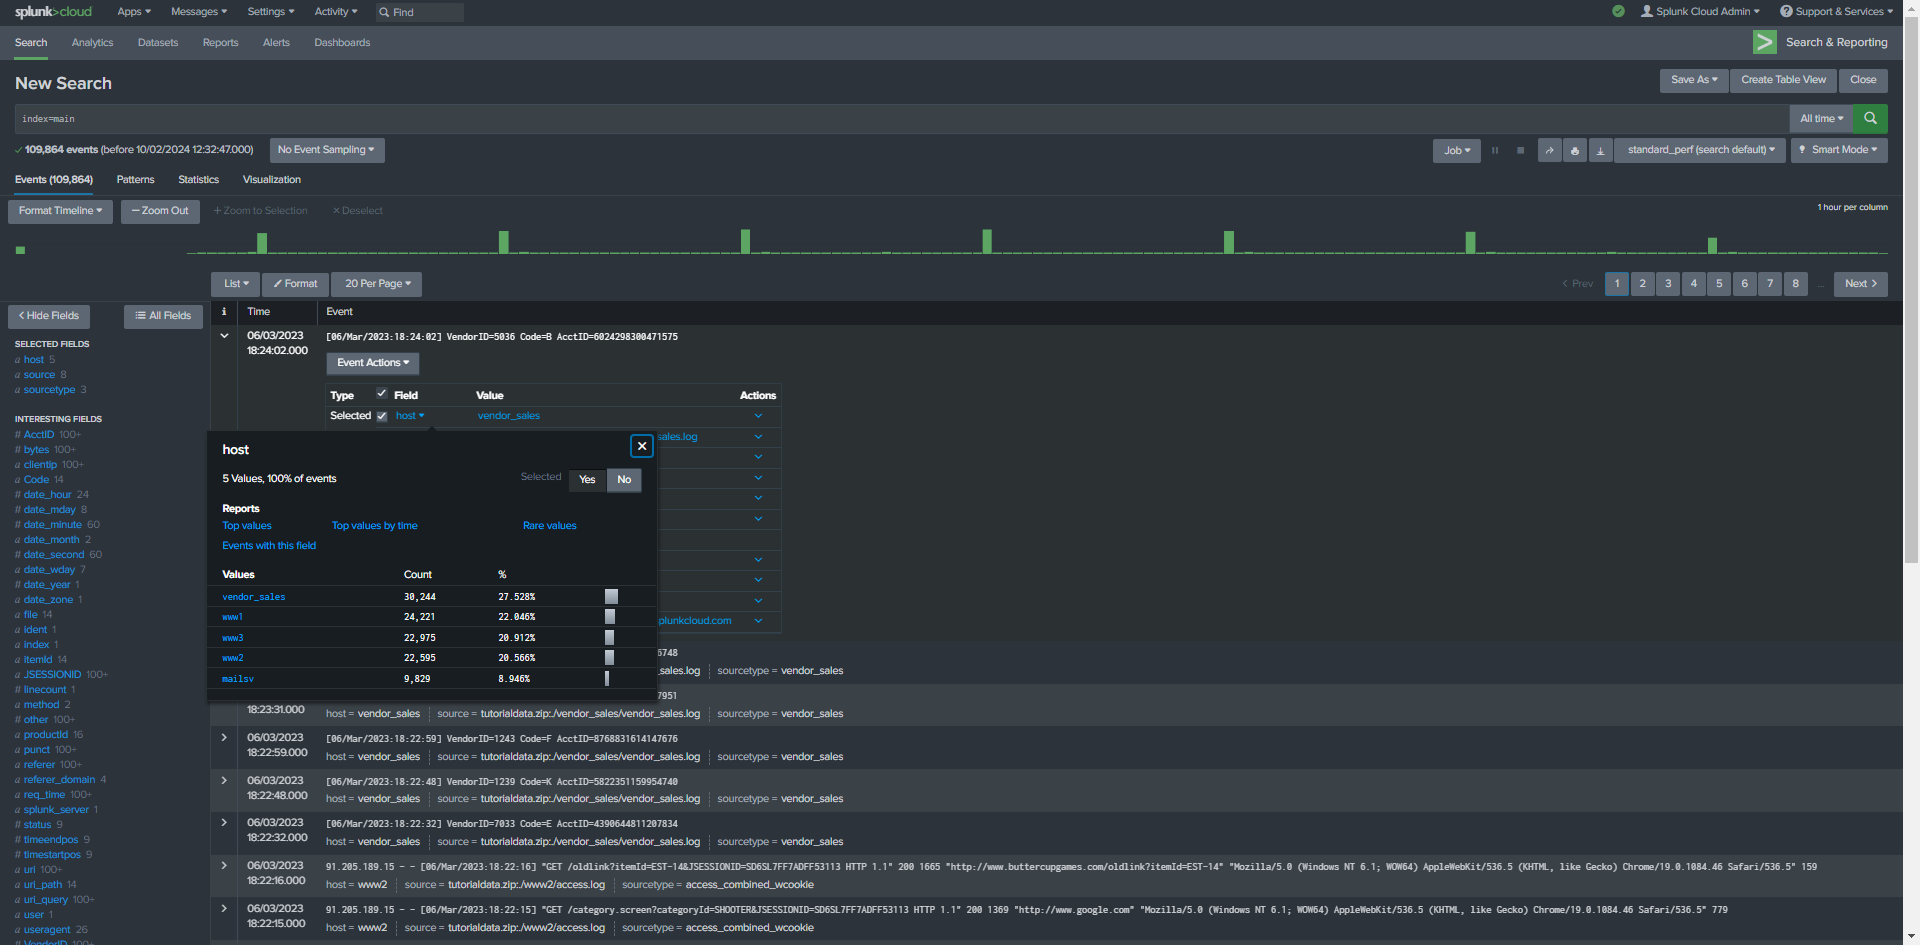 splunk>cloud Apps Messages Settings Activity Find Splunk Cloud Admin Support & Services
Search Analytics Datasets Reports Alerts Dashboards Search & Reporting
New Search Save As Create Table View Close
index=main All time
109,864 events (before 10/02/2024 12:32:47.000) No Event Sampling Job standard_perf (search default) Smart Mode
Events (109,864) Patterns Statistics Visualization
Format Timeline − Zoom Out + Zoom to Selection × Deselect 1 hour per column
List Format 20 Per Page < Prev 1 2 3 4 5 6 7 8 ... Next >
< Hide Fields All Fields
SELECTED FIELDS
a host 5
a source 8
a sourcetype 3
INTERESTING FIELDS
# AcctID 100+
# bytes 100+
a clientip 100+
a Code 14
# date_hour 24
# date_mday 8
# date_minute 60
a date_month 2
# date_second 60
a date_wday 7
# date_year 1
a date_zone 1
a file 14
a ident 1
a index 1
a itemId 14
a JSESSIONID 100+
# linecount 1
a method 2
# other 100+
a productId 16
a punct 100+
a referer 100+
a referer_domain 4
a req_time 100+
a splunk_server 1
# status 9
# timeendpos 9
# timestartpos 9
a uri 100+
a uri_path 14
a uri_query 100+
a user 1
a useragent 26
# VendorID 100+
i Time Event
06/03/2023 18:24:02.000 [06/Mar/2023:18:24:02] VendorID=5036 Code=B AcctID=6024298300471575
Event Actions
Type Field Value Actions
Selected host vendor_sales
sales.log
splunkcloud.com
host
5 Values, 100% of events Selected Yes No
Reports
Top values Top values by time Rare values
Events with this field
Values Count %
vendor_sales 30,244 27.528%
www1 24,221 22.046%
www3 22,975 20.912%
www2 22,595 20.566%
mailsv 9,829 8.946%
6748
_sales.log sourcetype = vendor_sales
7951
18:23:31.000 host = vendor_sales source = tutorialdata.zip:./vendor_sales/vendor_sales.log sourcetype = vendor_sales
06/03/2023 [06/Mar/2023:18:22:59] VendorID=1243 Code=F AcctID=8768831614147676
18:22:59.000 host = vendor_sales source = tutorialdata.zip:./vendor_sales/vendor_sales.log sourcetype = vendor_sales
06/03/2023 [06/Mar/2023:18:22:48] VendorID=1239 Code=K AcctID=5822351159954740
18:22:48.000 host = vendor_sales source = tutorialdata.zip:./vendor_sales/vendor_sales.log sourcetype = vendor_sales
06/03/2023 [06/Mar/2023:18:22:32] VendorID=7033 Code=E AcctID=4390644811207834
18:22:32.000 host = vendor_sales source = tutorialdata.zip:./vendor_sales/vendor_sales.log sourcetype = vendor_sales
06/03/2023 91.205.189.15 - - [06/Mar/2023:18:22:16] "GET /oldlink?itemId=EST-14&JSESSIONID=SD6SL7FF7ADFF53113 HTTP 1.1" 200 1665 "http://www.buttercupgames.com/oldlink?itemId=EST-14" "Mozilla/5.0 (Windows NT 6.1; WOW64) AppleWebKit/536.5 (KHTML, like Gecko) Chrome/19.0.1084.46 Safari/536.5" 159
18:22:16.000 host = www2 source = tutorialdata.zip:./www2/access.log sourcetype = access_combined_wcookie
06/03/2023 91.205.189.15 - - [06/Mar/2023:18:22:15] "GET /category.screen?categoryId=SHOOTER&JSESSIONID=SD6SL7FF7ADFF53113 HTTP 1.1" 200 1369 "http://www.google.com" "Mozilla/5.0 (Windows NT 6.1; WOW64) AppleWebKit/536.5 (KHTML, like Gecko) Chrome/19.0.1084.46 Safari/536.5" 779
18:22:15.000 host = www2 source = tutorialdata.zip:./www2/access.log sourcetype = access_combined_wcookie